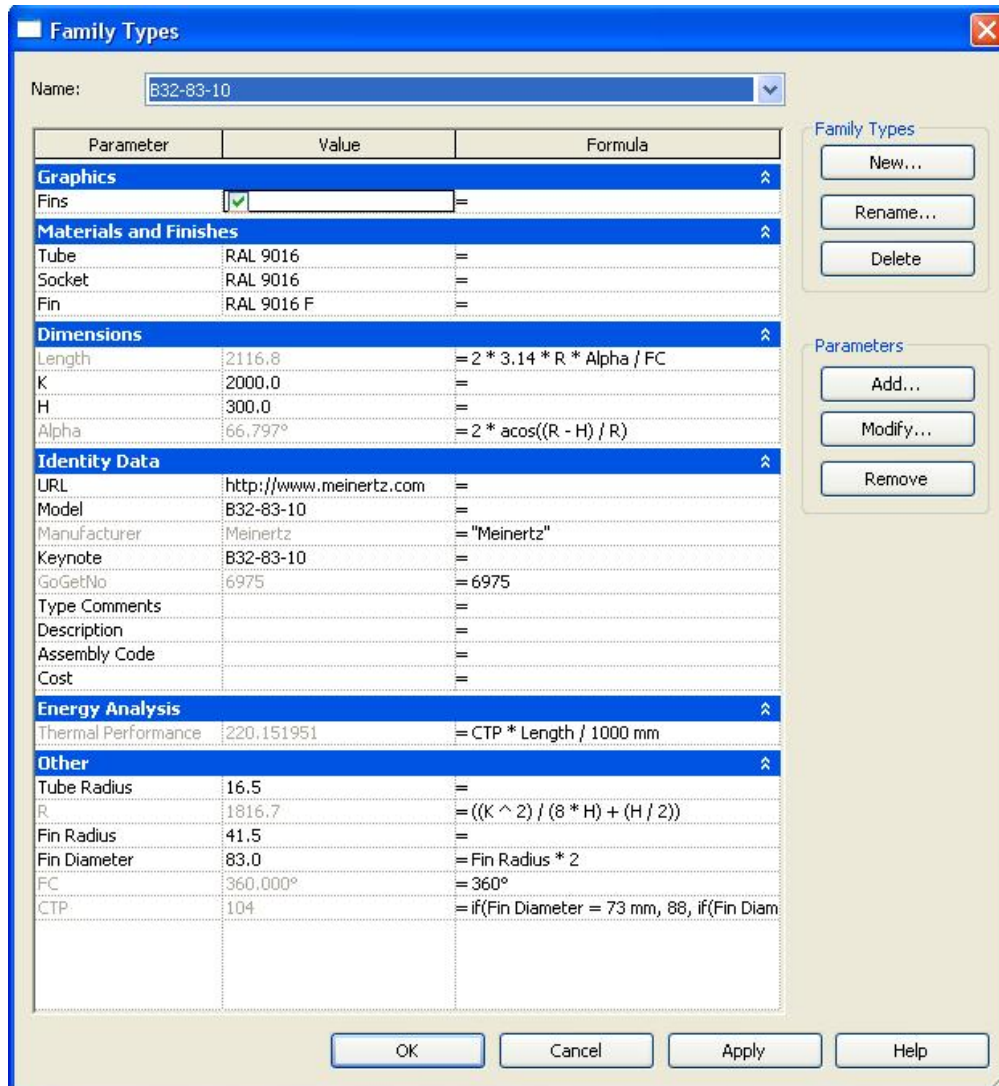 Family Types
Name: B32-83-10
Parameter Value Formula
Graphics
Fins =
Materials and Finishes
Tube RAL 9016 =
Socket RAL 9016 =
Fin RAL 9016 F =
Dimensions
Length 2116.8 = 2 * 3.14 * R * Alpha / FC
K 2000.0 =
H 300.0 =
Alpha 66.797° = 2 * acos((R - H) / R)
Identity Data
URL http://www.meinertz.com =
Model B32-83-10 =
Manufacturer Meinertz = "Meinertz"
Keynote B32-83-10 =
GoGetNo 6975 = 6975
Type Comments =
Description =
Assembly Code =
Cost =
Energy Analysis
Thermal Performance 220.151951 = CTP * Length / 1000 mm
Other
Tube Radius 16.5 =
R 1816.7 = ((K ^ 2) / (8 * H) + (H / 2))
Fin Radius 41.5 =
Fin Diameter 83.0 = Fin Radius * 2
FC 360.000° = 360°
CTP 104 = if(Fin Diameter = 73 mm, 88, if(Fin Diam
Family Types
New...
Rename...
Delete
Parameters
Add...
Modify...
Remove
OK Cancel Apply Help